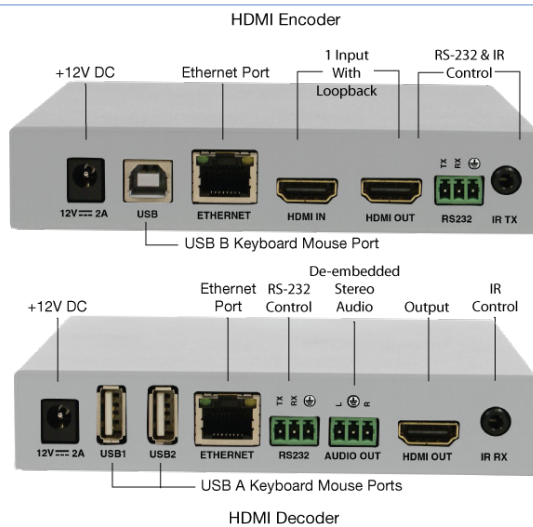 HDMI Encoder
+12V DC
Ethernet Port
1 Input
With
Loopback
RS-232 & IR
Control
TX
RX
12V 2A
USB
ETHERNET
HDMI IN
HDMI OUT
RS232
IR TX
USB B Keyboard Mouse Port
+12V DC
Ethernet
Port
RS-232
Control
De-embedded
Stereo
Audio
Output
IR
Control
TX
RX
L
R
12V 2A
USB1
USB2
ETHERNET
RS232
AUDIO OUT
HDMI OUT
IR RX
USB A Keyboard Mouse Ports
HDMI Decoder